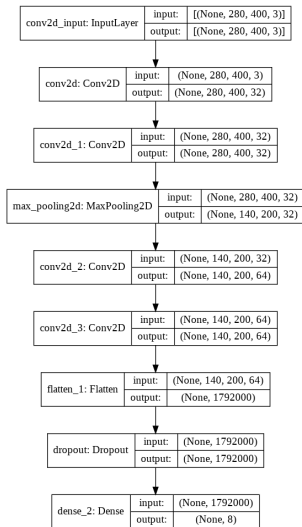 conv2d_input: InputLayer
input: [(None, 280, 400, 3)]
output: [(None, 280, 400, 3)]
conv2d: Conv2D
input: (None, 280, 400, 3)
output: (None, 280, 400, 32)
conv2d_1: Conv2D
input: (None, 280, 400, 32)
output: (None, 280, 400, 32)
max_pooling2d: MaxPooling2D
input: (None, 280, 400, 32)
output: (None, 140, 200, 32)
conv2d_2: Conv2D
input: (None, 140, 200, 32)
output: (None, 140, 200, 64)
conv2d_3: Conv2D
input: (None, 140, 200, 64)
output: (None, 140, 200, 64)
flatten_1: Flatten
input: (None, 140, 200, 64)
output: (None, 1792000)
dropout: Dropout
input: (None, 1792000)
output: (None, 1792000)
dense_2: Dense
input: (None, 1792000)
output: (None, 8)